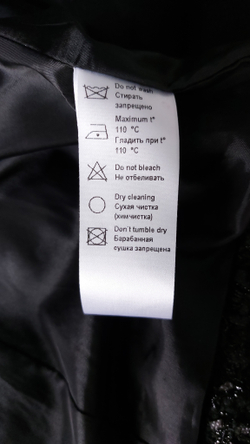 Do not wash
Стирать
запрещено
Maximum t°
110 °C
Гладить при t°
110 °C
Do not bleach
Не отбеливать
Dry cleaning
Сухая чистка
(химчистка)
Don't tumble dry
Барабанная
сушка запрещена